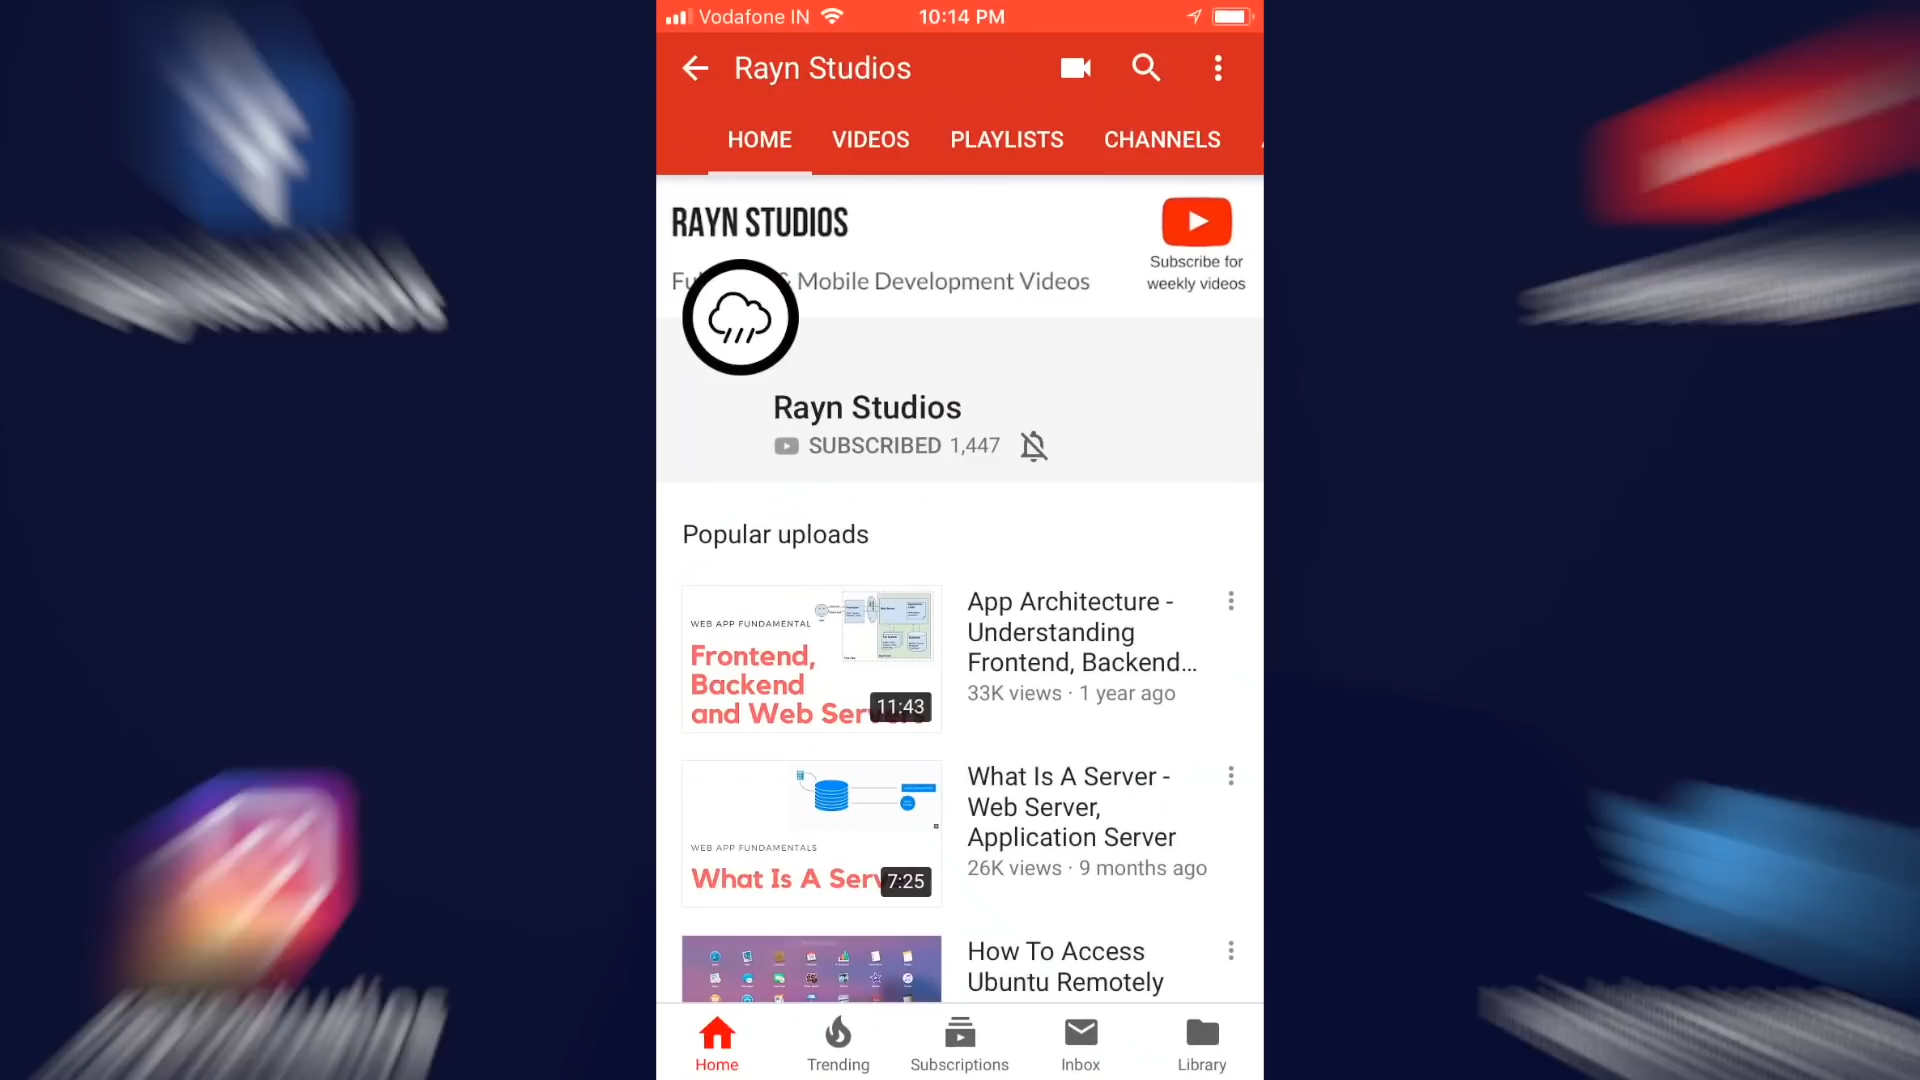 Vodafone IN
10:14 PM
Rayn Studios
HOME
VIDEOS
PLAYLISTS
CHANNELS
RAYN STUDIOS
& Mobile Development Videos
Subscribe for
weekly videos
Rayn Studios
SUBSCRIBED 1,447
Popular uploads
WEB APP FUNDAMENTAL
Frontend,
Backend
and Web Servers
11:43
App Architecture -
Understanding
Frontend, Backend...
33K views · 1 year ago
WEB APP FUNDAMENTALS
What Is A Serv
7:25
What Is A Server -
Web Server,
Application Server
26K views · 9 months ago
How To Access
Ubuntu Remotely
Home
Trending
Subscriptions
Inbox
Library